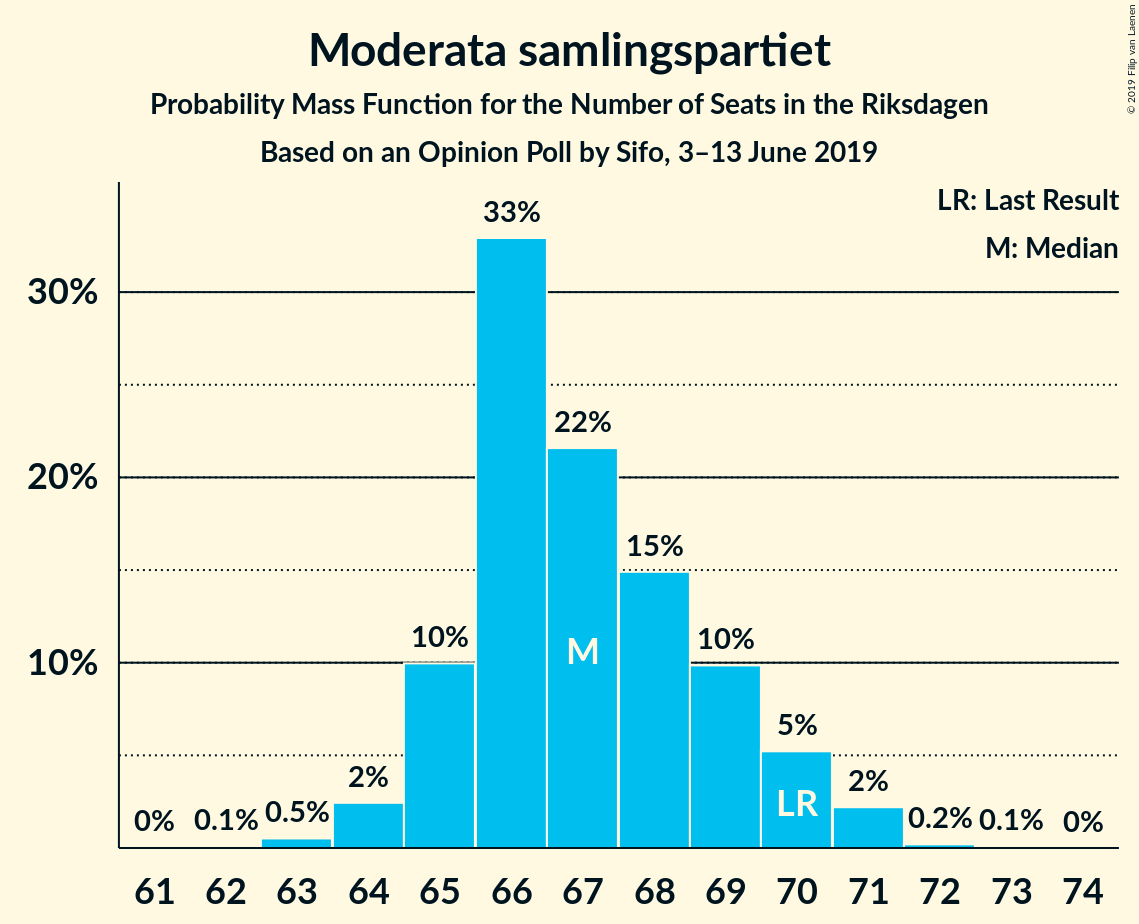 Moderata samlingspartiet
Probability Mass Function for the Number of Seats in the Riksdagen
Based on an Opinion Poll by Sifo, 3–13 June 2019
© 2019 Filip van Laenen
LR: Last Result
M: Median
30%
20%
10%
0% 0.1% 0.5% 2% 10% 33% 22% 15% 10% 5% 2% 0.2% 0.1% 0%
M
LR
61 62 63 64 65 66 67 68 69 70 71 72 73 74